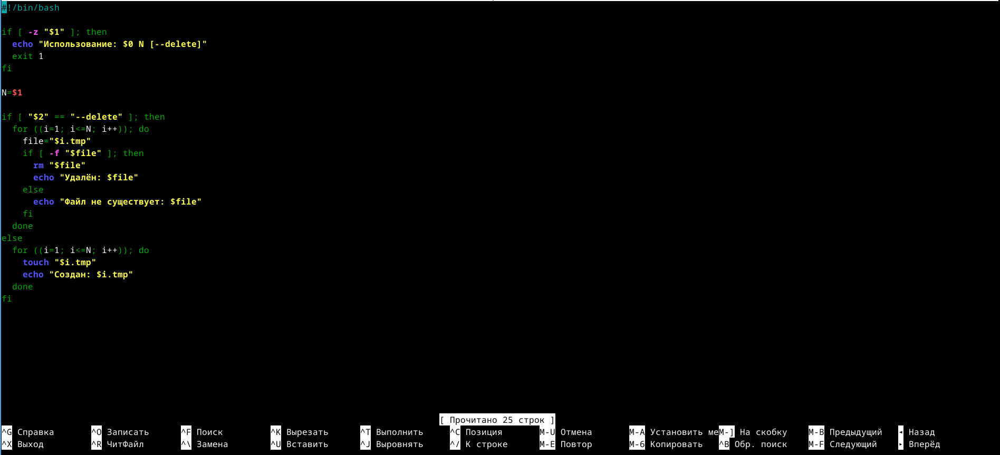 #!/bin/bash

if [ -z "$1" ]; then
  echo "Использование: $0 N [--delete]"
  exit 1
fi

N=$1

if [ "$2" == "--delete" ]; then
  for ((i=1; i<=N; i++)); do
    file="$i.tmp"
    if [ -f "$file" ]; then
      rm "$file"
      echo "Удалён: $file"
    else
      echo "Файл не существует: $file"
    fi
  done
else
  for ((i=1; i<=N; i++)); do
    touch "$i.tmp"
    echo "Создан: $i.tmp"
  done
fi
[ Прочитано 25 строк ]
^G Справка ^O Записать ^F Поиск ^K Вырезать ^T Выполнить ^C Позиция M-U Отмена M-A Установить ме M-] На скобку M-B Предыдущий ◂ Назад
^X Выход ^R ЧитФайл ^\ Замена ^U Вставить ^J Выровнять ^/ К строке M-E Повтор M-6 Копировать ^B Обр. поиск M-F Следующий ▸ Вперёд